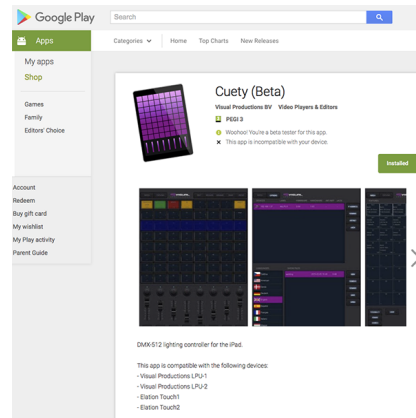 Google Play
Search
Apps
Categories
Home
Top Charts
New Releases
My apps
Shop
Games
Family
Editors' Choice
Account
Redeem
Buy gift card
My wishlist
My Play activity
Parent Guide
Cuety (Beta)
Visual Productions BV Video Players & Editors
PEGI 3
Woohoo! You're a beta tester for this app.
This app is incompatible with your device.
Installed
DMX-512 lighting controller for the iPad.
This app is compatible with the following devices:
- Visual Productions LPU-1
- Visual Productions LPU-2
- Elation Touch1
- Elation Touch2